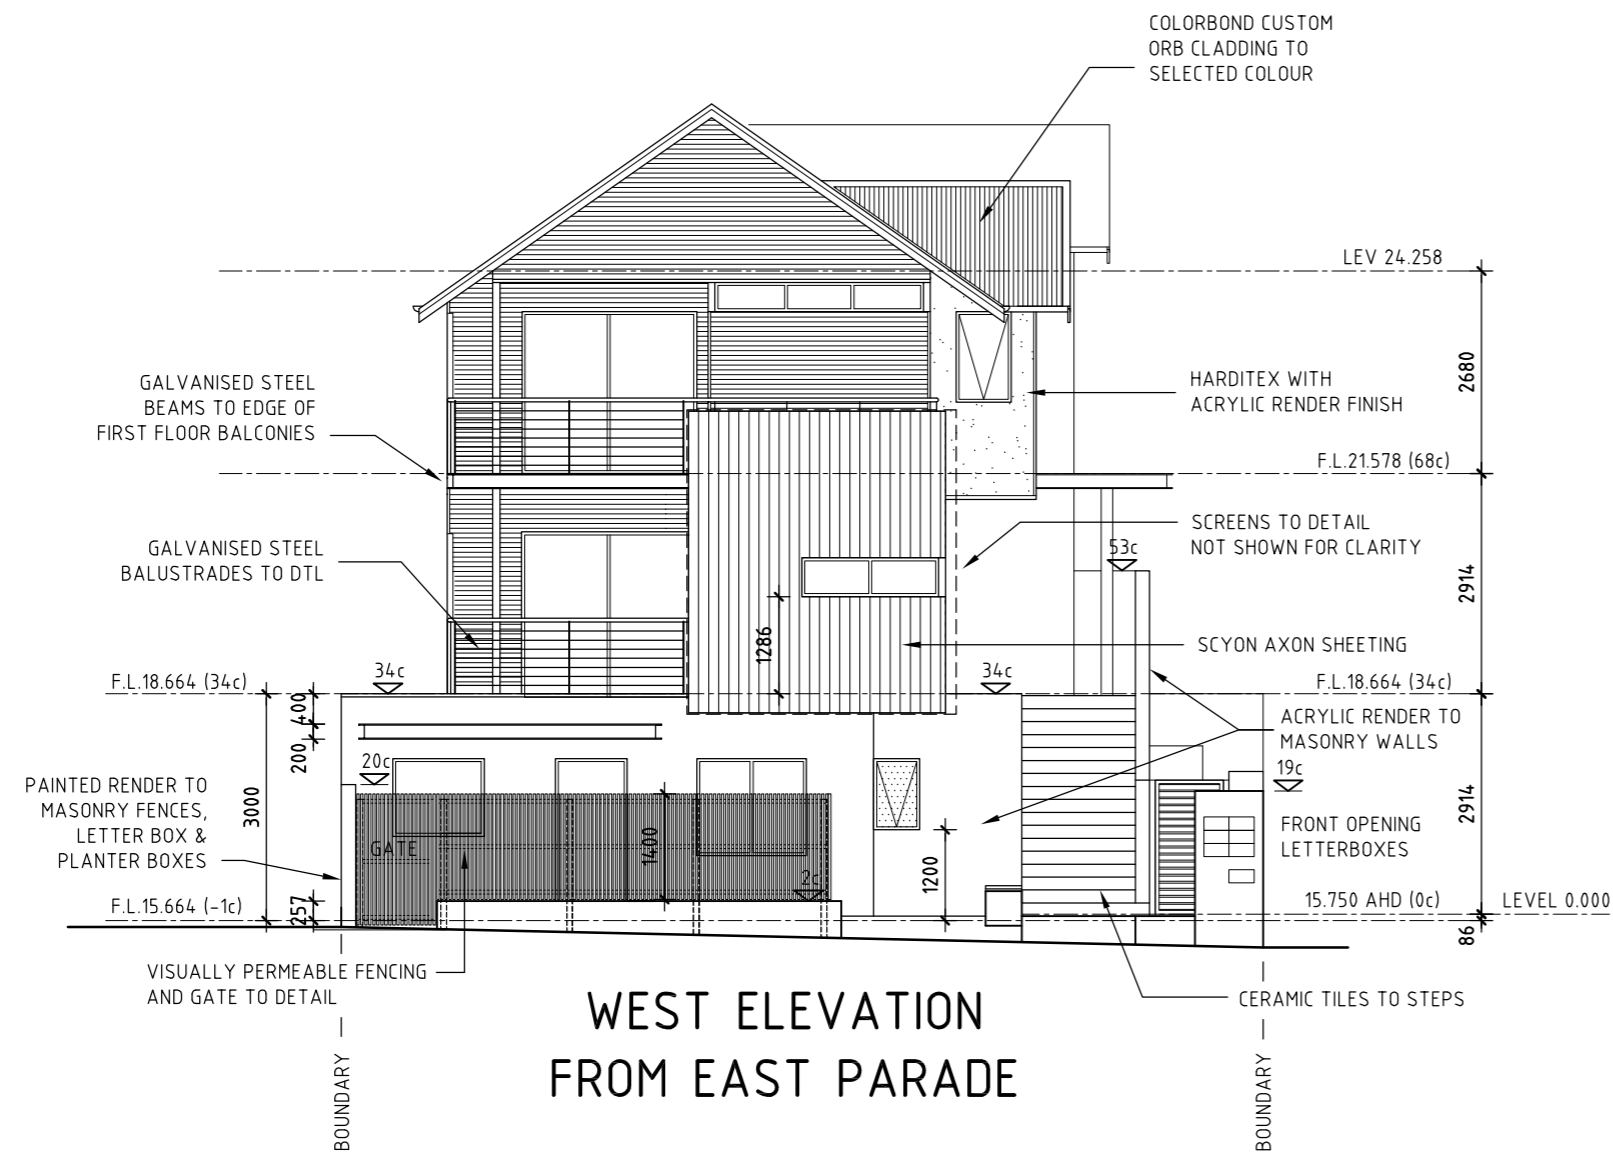 COLORBOND CUSTOM
ORB CLADDING TO
SELECTED COLOUR
LEV 24.258
2680
GALVANISED STEEL
BEAMS TO EDGE OF
FIRST FLOOR BALCONIES
HARDITEX WITH
ACRYLIC RENDER FINISH
F.L.21.578 (68c)
GALVANISED STEEL
BALUSTRADES TO DTL
SCREENS TO DETAIL
NOT SHOWN FOR CLARITY
53c
2914
1286
SCYON AXON SHEETING
F.L.18.664 (34c)
34c
34c
F.L.18.664 (34c)
400
200
3000
20c
ACRYLIC RENDER TO
MASONRY WALLS
19c
PAINTED RENDER TO
MASONRY FENCES,
LETTER BOX &
PLANTER BOXES
GATE
1400
1200
2c
2914
FRONT OPENING
LETTERBOXES
F.L.15.664 (-1c)
257
15.750 AHD (0c)
LEVEL 0.000
86
VISUALLY PERMEABLE FENCING
AND GATE TO DETAIL
CERAMIC TILES TO STEPS
WEST ELEVATION
FROM EAST PARADE
BOUNDARY
BOUNDARY